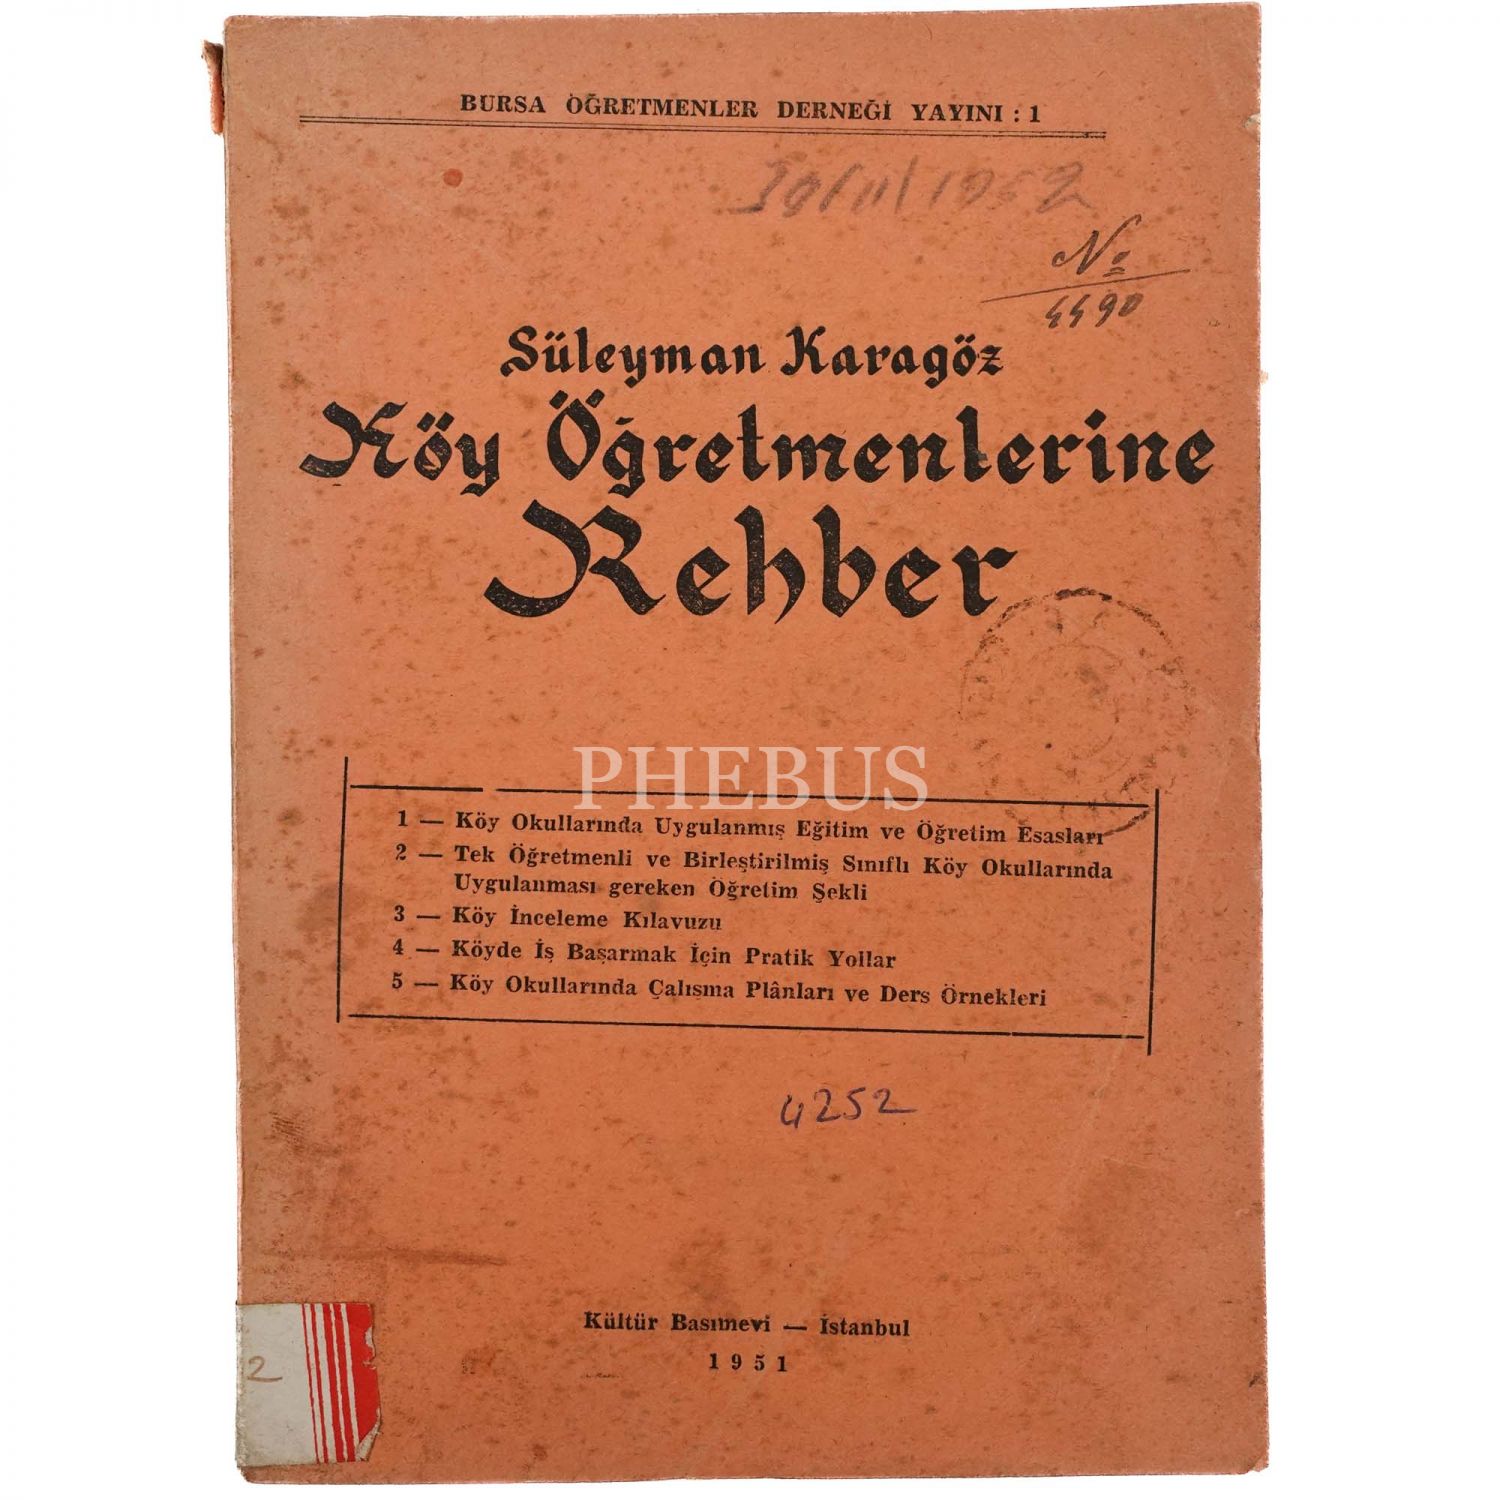 BURSA ÖĞRETMENLER DERNEĞİ YAYINI : 1
No
4490
Süleyman Karagöz
Köy Öğretmenlerine
Rehber
PHEBUS
1 — Köy Okullarında Uygulanmış Eğitim ve Öğretim Esasları
2 — Tek Öğretmenli ve Birleştirilmiş Sınıflı Köy Okullarında
Uygulanması gereken Öğretim Şekli
3 — Köy İnceleme Kılavuzu
4 — Köyde İş Başarmak İçin Pratik Yollar
5 — Köy Okullarında Çalışma Plânları ve Ders Örnekleri
4252
Kültür Basımevi — İstanbul
1951
2